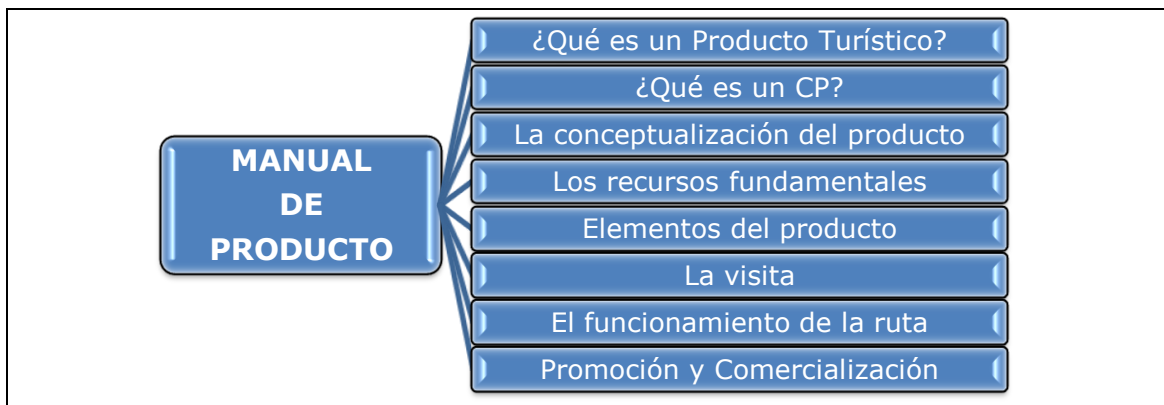 MANUAL
DE
PRODUCTO
¿Qué es un Producto Turístico?
¿Qué es un CP?
La conceptualización del producto
Los recursos fundamentales
Elementos del producto
La visita
El funcionamiento de la ruta
Promoción y Comercialización